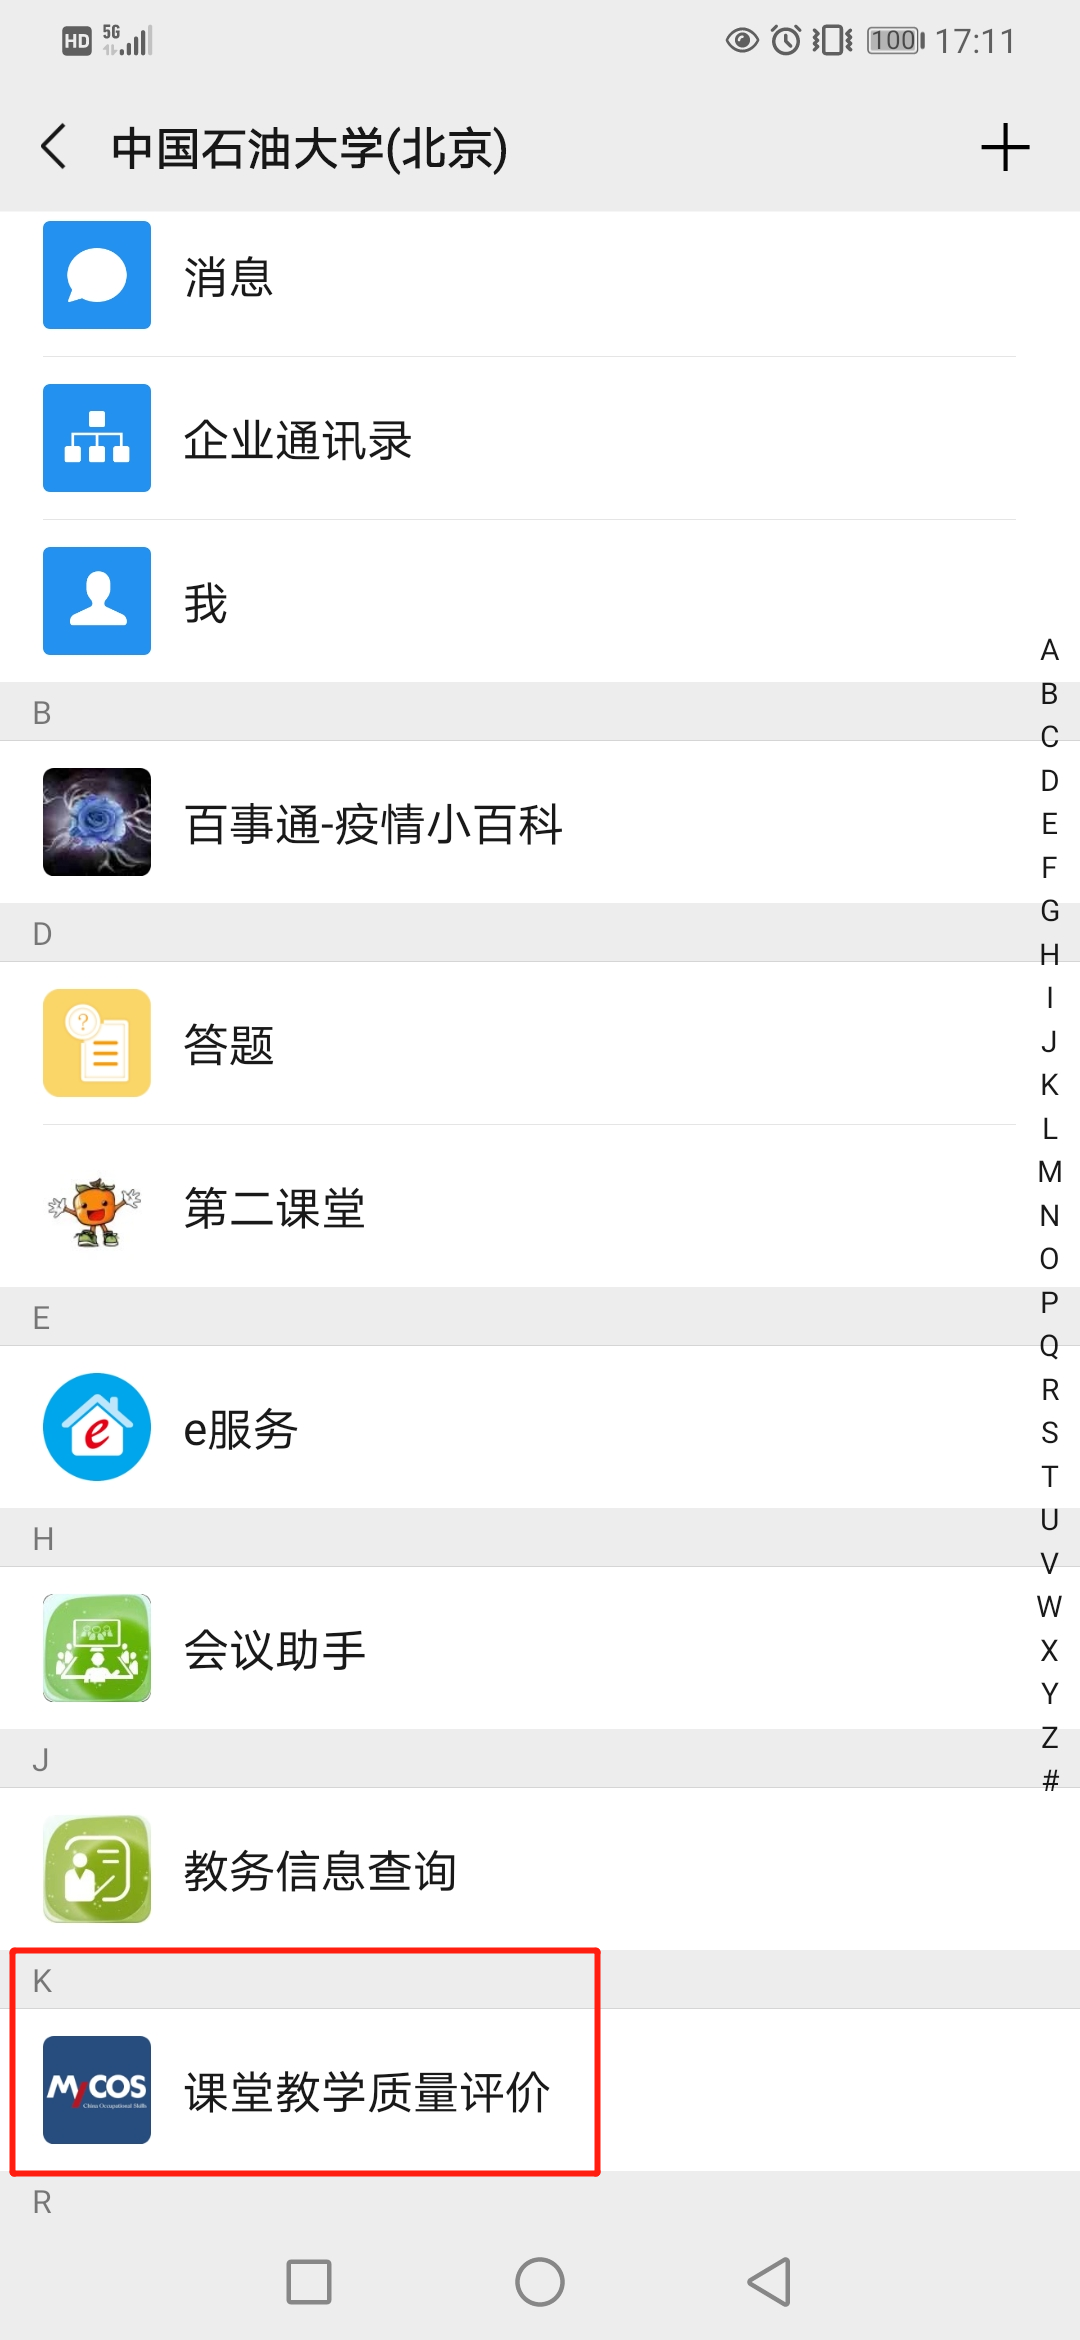 HD 5G 100 17:11
中国石油大学(北京)
消息
企业通讯录
我
B
百事通-疫情小百科
D
?
答题
第二课堂
E
e
e服务
H
会议助手
J
教务信息查询
K
MyCOS
China Occupational Skills
课堂教学质量评价
R
A
B
C
D
E
F
G
H
I
J
K
L
M
N
O
P
Q
R
S
T
U
V
W
X
Y
Z
#